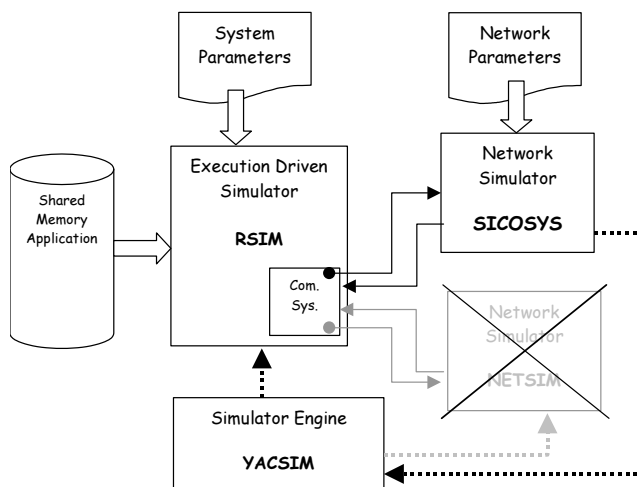 System
Parameters
Network
Parameters
Execution Driven
Simulator
RSIM
Network
Simulator
SICOSYS
Shared
Memory
Application
Com.
Sys.
Network
Simulator
NETSIM
Simulator Engine
YACSIM